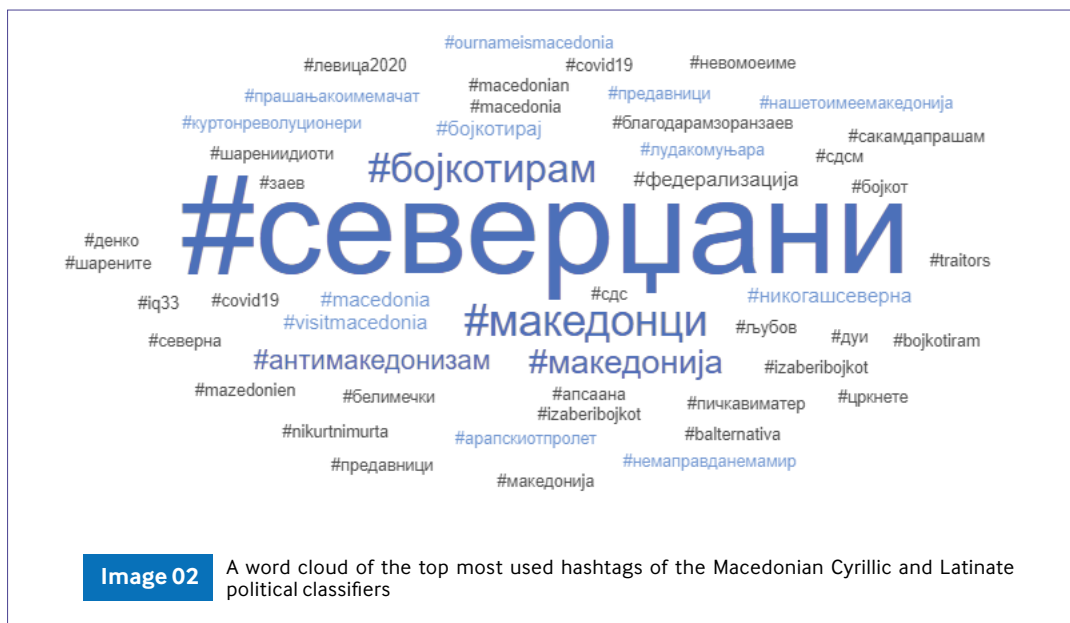 #ournameismacedonia
#левица2020 #covid19 #невомоеиме
#macedonian
#прашањакоимемачат #предавници
#macedonia #нашетоимеемакедонија
#куртонреволуционери #бојкотирај #благодарамзоранзаев
#сакамдапрашам
#шарениидиоти #бојкотирам #лудакомуњара #сдсм
#заев #федерализација #бојкот
#северџани
#денко
#шарените #traitors
#iq33 #covid19 #macedonia #сдс #никогашсеверна
#visitmacedonia #македонци #љубов
#северна #дуи #bojkotiram
#антимакедонизам #македонија #izaberibojkot
#mazedonien #белимечки #апсаана #пичкавиматер #цркнете
#izaberibojkot
#nikurtnimurta #арапскиотпролет #balternativa
#предавници #немаправданемамир
#македонија
Image 02 A word cloud of the top most used hashtags of the Macedonian Cyrillic and Latinate
political classifiers